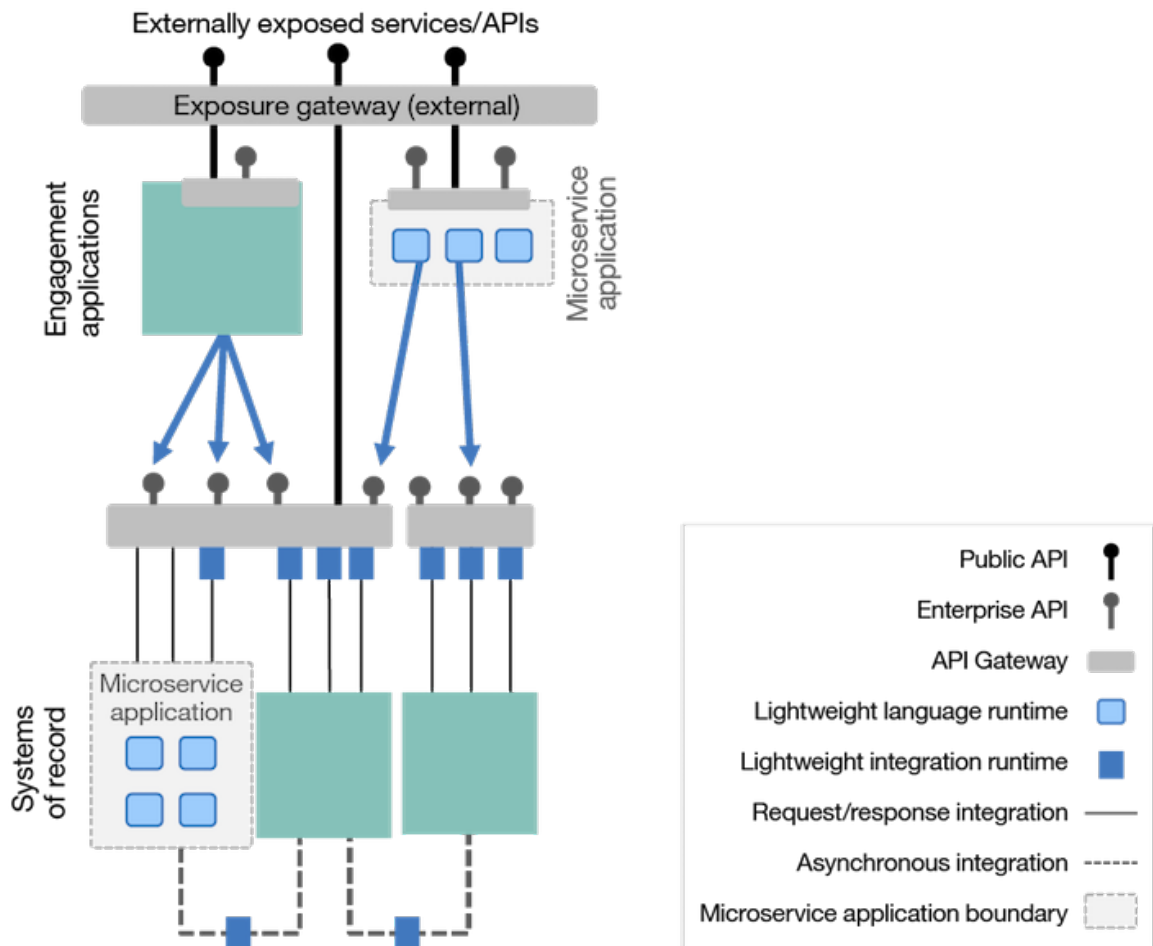 Externally exposed services/APIs
Exposure gateway (external)
Engagement
applications
Microservice
application
Microservice
application
Systems
of record
Public API
Enterprise API
API Gateway
Lightweight language runtime
Lightweight integration runtime
Request/response integration
Asynchronous integration
Microservice application boundary